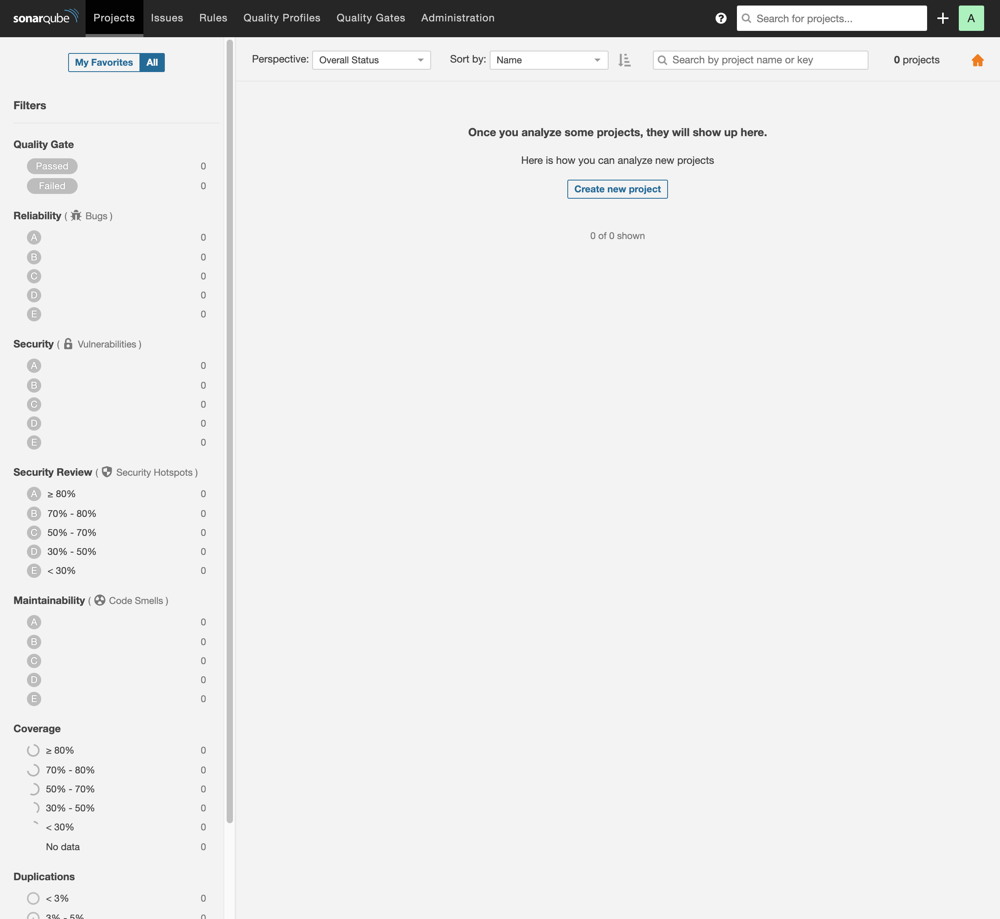 sonarqube Projects Issues Rules Quality Profiles Quality Gates Administration ? Search for projects... A
My Favorites All
Perspective: Overall Status Sort by: Name Search by project name or key 0 projects
Filters
Quality Gate
Passed 0
Failed 0
Reliability ( Bugs )
A 0
B 0
C 0
D 0
E 0
Security ( Vulnerabilities )
A 0
B 0
C 0
D 0
E 0
Security Review ( Security Hotspots )
A ≥ 80% 0
B 70% - 80% 0
C 50% - 70% 0
D 30% - 50% 0
E < 30% 0
Maintainability ( Code Smells )
A 0
B 0
C 0
D 0
E 0
Coverage
≥ 80% 0
70% - 80% 0
50% - 70% 0
30% - 50% 0
< 30% 0
No data 0
Duplications
< 3% 0
3% - 5% 0
Once you analyze some projects, they will show up here.
Here is how you can analyze new projects
Create new project
0 of 0 shown